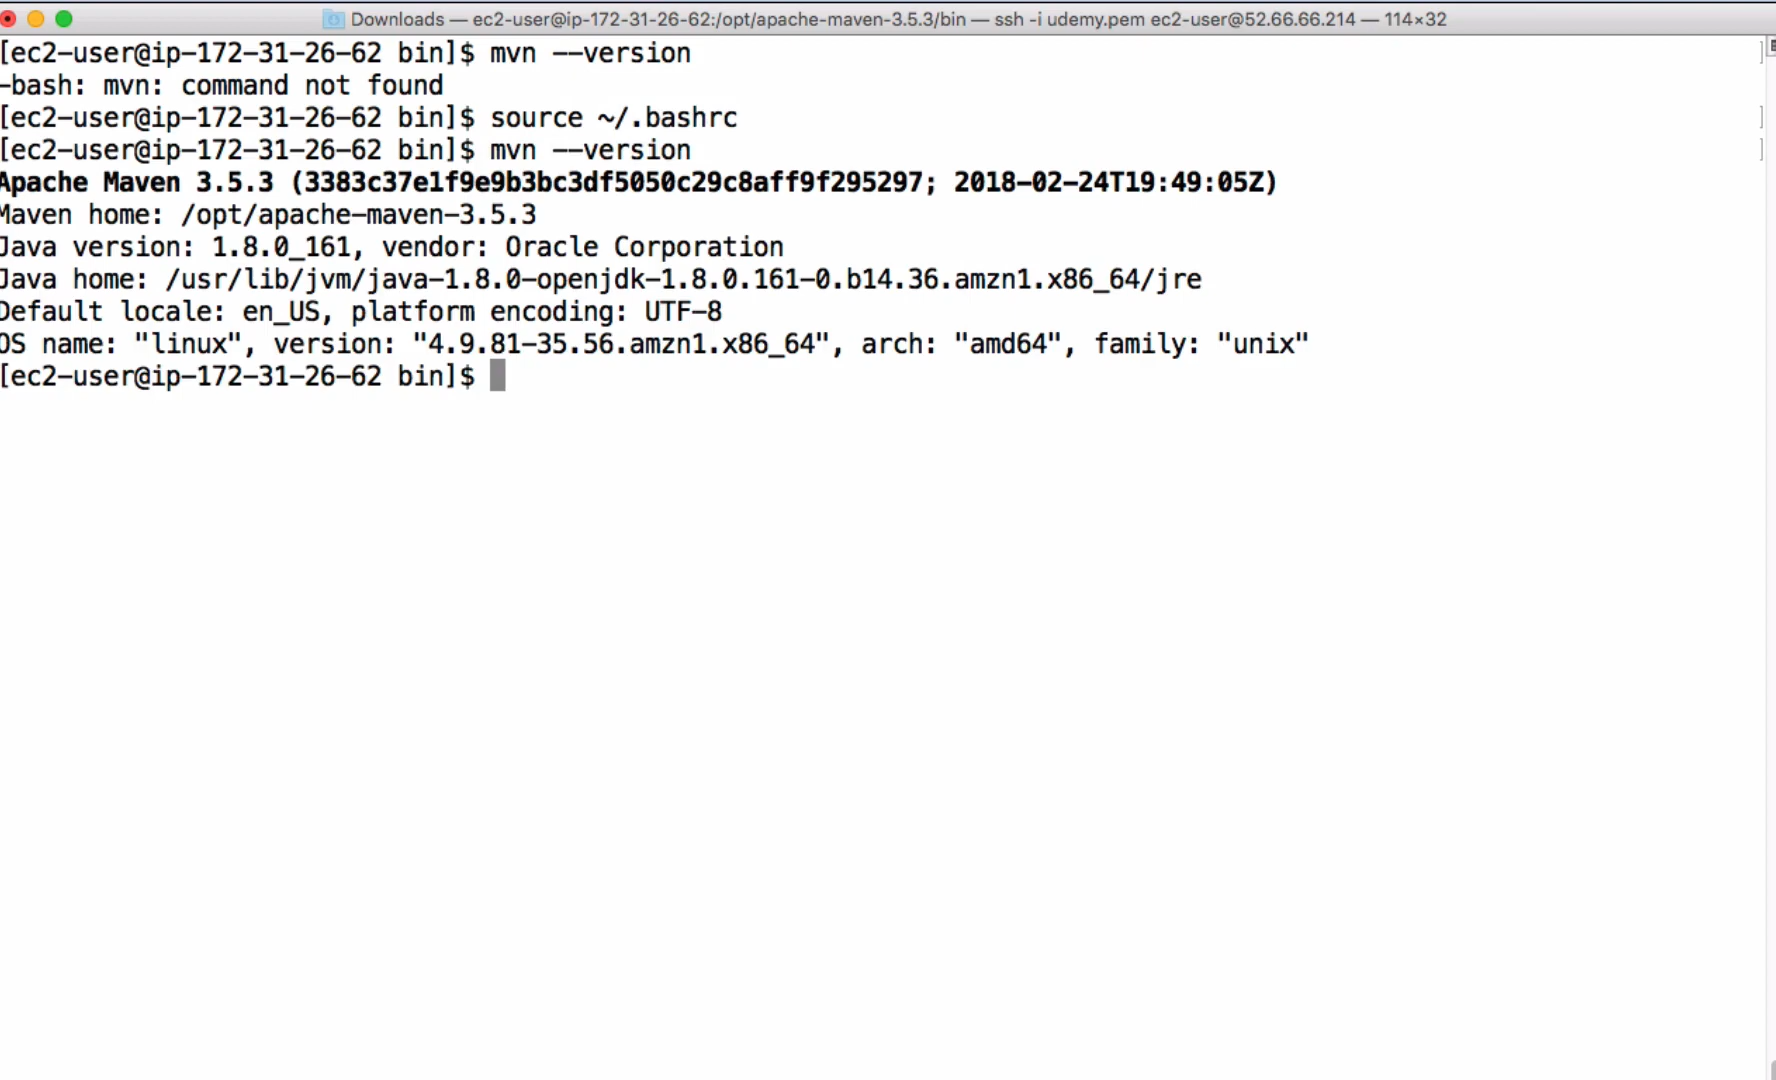 Downloads — ec2-user@ip-172-31-26-62:/opt/apache-maven-3.5.3/bin — ssh -i udemy.pem ec2-user@52.66.66.214 — 114×32
[ec2-user@ip-172-31-26-62 bin]$ mvn --version
-bash: mvn: command not found
[ec2-user@ip-172-31-26-62 bin]$ source ~/.bashrc
[ec2-user@ip-172-31-26-62 bin]$ mvn --version
Apache Maven 3.5.3 (3383c37e1f9e9b3bc3df5050c29c8aff9f295297; 2018-02-24T19:49:05Z)
Maven home: /opt/apache-maven-3.5.3
Java version: 1.8.0_161, vendor: Oracle Corporation
Java home: /usr/lib/jvm/java-1.8.0-openjdk-1.8.0.161-0.b14.36.amzn1.x86_64/jre
Default locale: en_US, platform encoding: UTF-8
OS name: "linux", version: "4.9.81-35.56.amzn1.x86_64", arch: "amd64", family: "unix"
[ec2-user@ip-172-31-26-62 bin]$